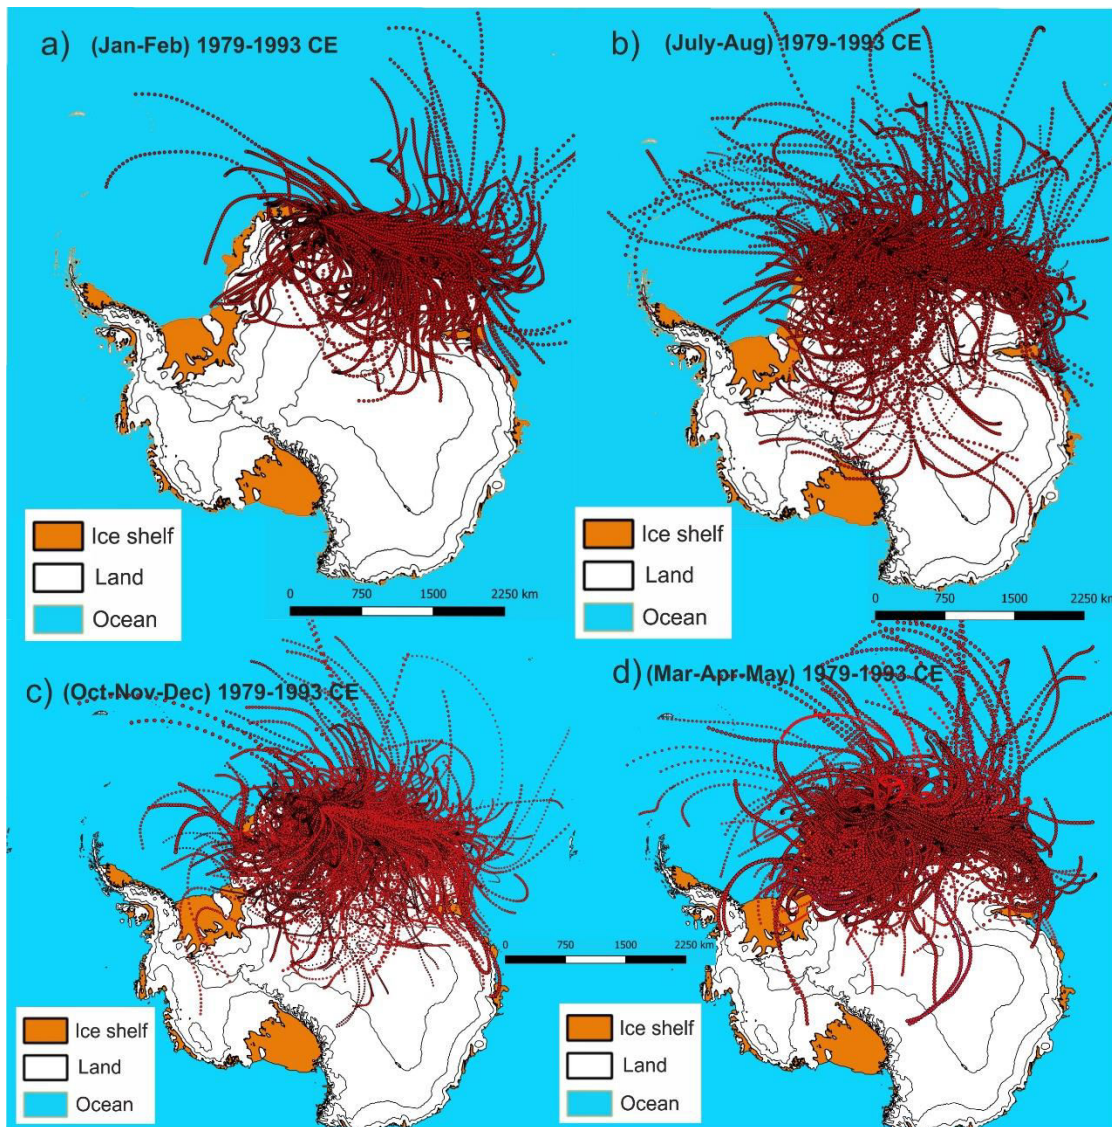 a) (Jan-Feb) 1979-1993 CE
Ice shelf
Land
Ocean
0 750 1500 2250 km
b) (July-Aug) 1979-1993 CE
Ice shelf
Land
Ocean
0 750 1500 2250 km
c) (Oct-Nov-Dec) 1979-1993 CE
0 750 1500 2250 km
Ice shelf
Land
Ocean
d) (Mar-Apr-May) 1979-1993 CE
Ice shelf
Land
Ocean